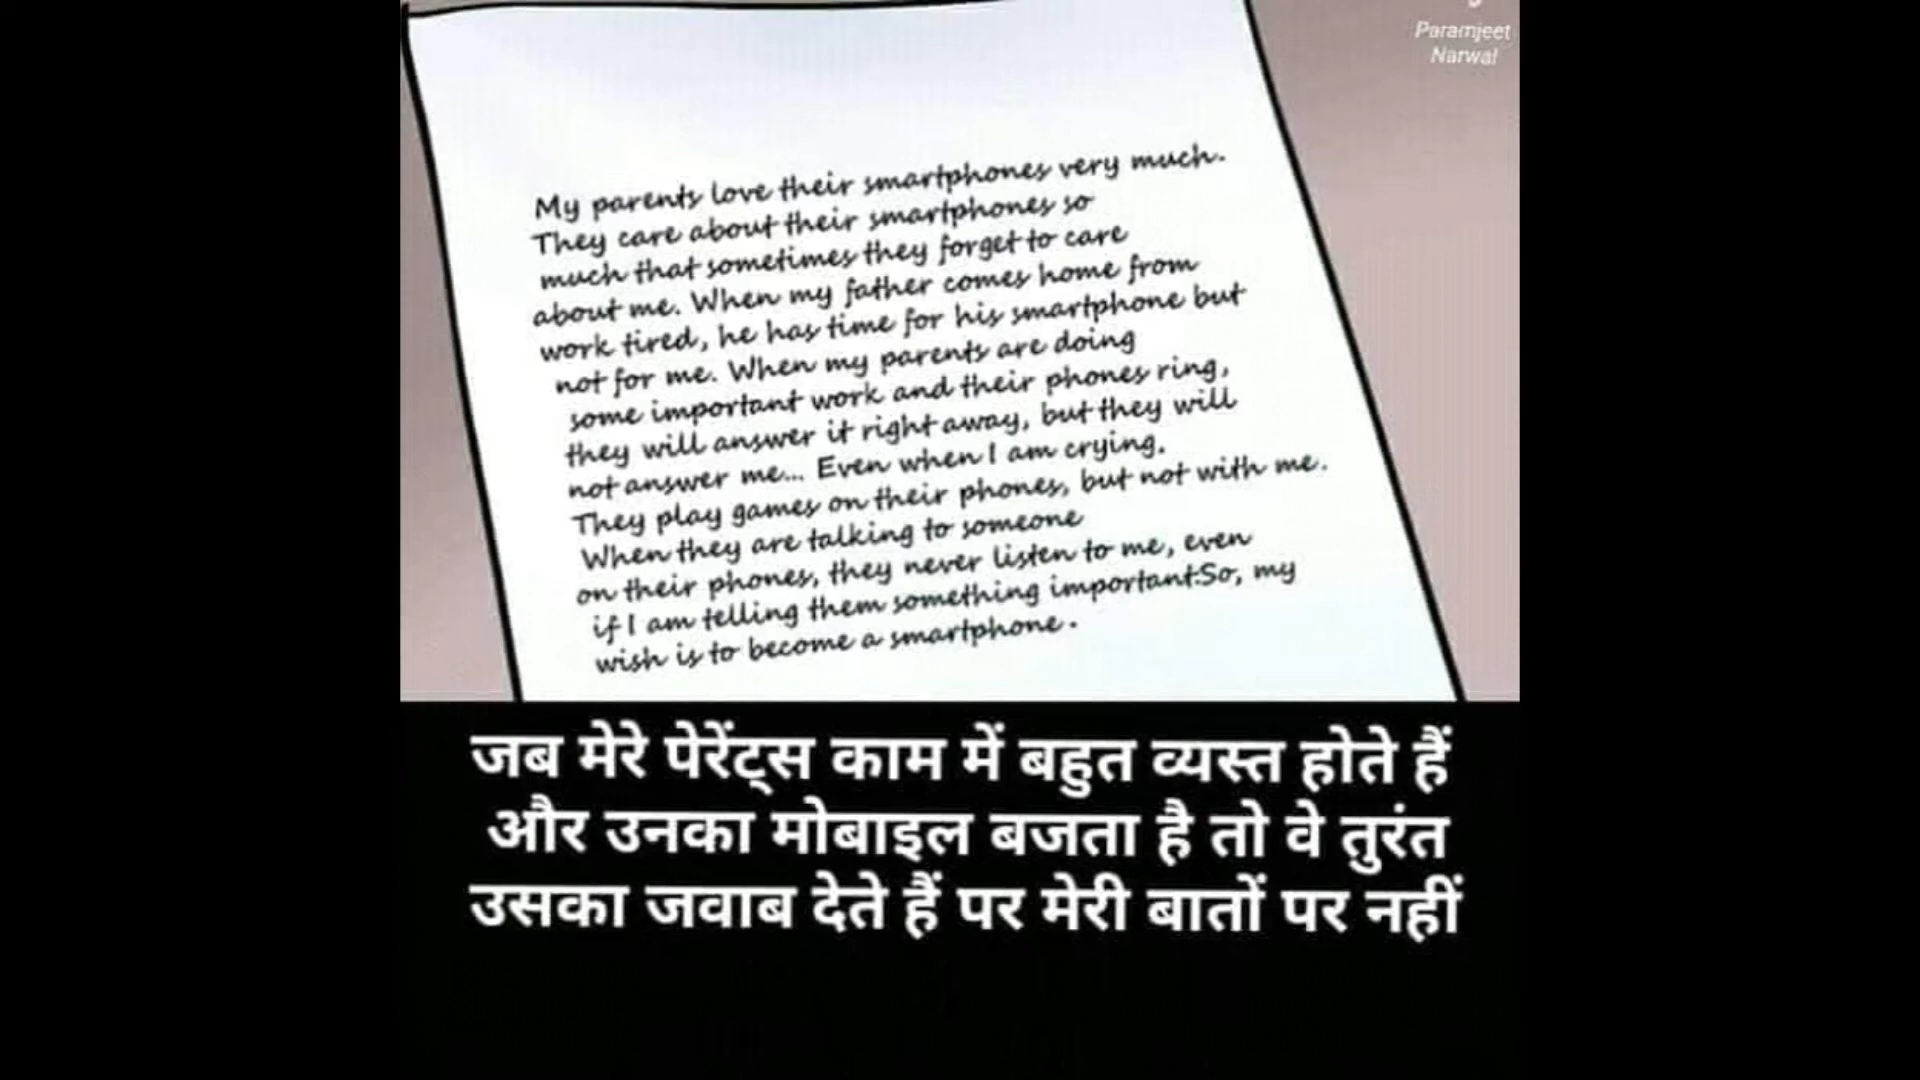 Paramjeet
Narwal
My parents love their smartphones very much.
They care about their smartphones so
much that sometimes they forget to care
about me. When my father comes home from
work tired, he has time for his smartphone but
not for me. When my parents are doing
some important work and their phones ring,
they will answer it right away, but they will
not answer me... Even when I am crying.
They play games on their phones, but not with me.
When they are talking to someone
on their phones, they never listen to me, even
if I am telling them something important.So, my
wish is to become a smartphone.
जब मेरे पेरेंट्स काम में बहुत व्यस्त होते हैं
और उनका मोबाइल बजता है तो वे तुरंत
उसका जवाब देते हैं पर मेरी बातों पर नहीं